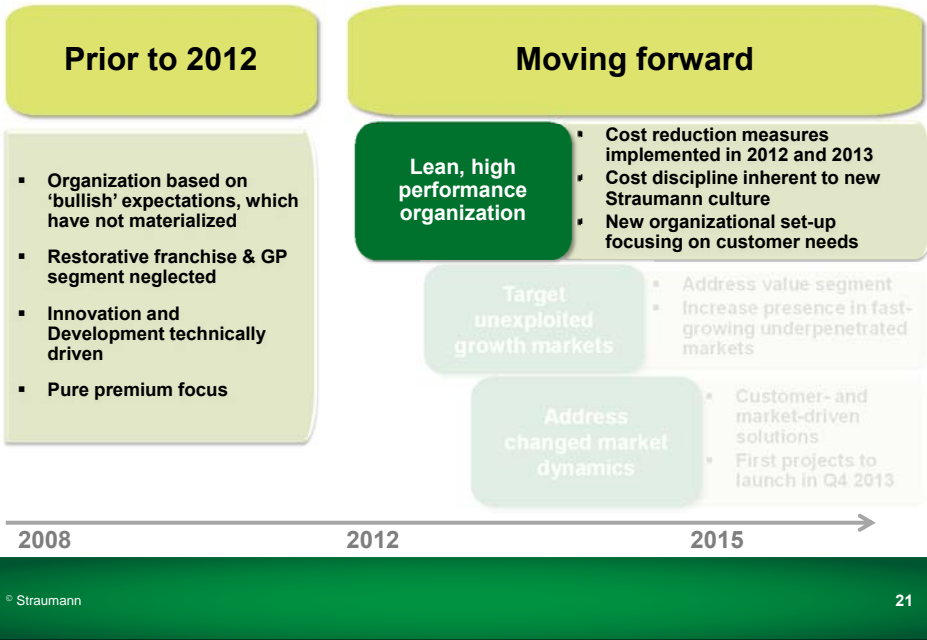 Prior to 2012
Moving forward
▪ Organization based on
‘bullish’ expectations, which
have not materialized
▪ Restorative franchise & GP
segment neglected
▪ Innovation and
Development technically
driven
▪ Pure premium focus
Lean, high
performance
organization
▪ Cost reduction measures
implemented in 2012 and 2013
▪ Cost discipline inherent to new
Straumann culture
▪ New organizational set-up
focusing on customer needs
Target
unexploited
growth markets
▪ Address value segment
▪ Increase presence in fast-
growing underpenetrated
markets
Address
changed market
dynamics
▪ Customer- and
market-driven
solutions
▪ First projects to
launch in Q4 2013
2008
2012
2015
© Straumann
21